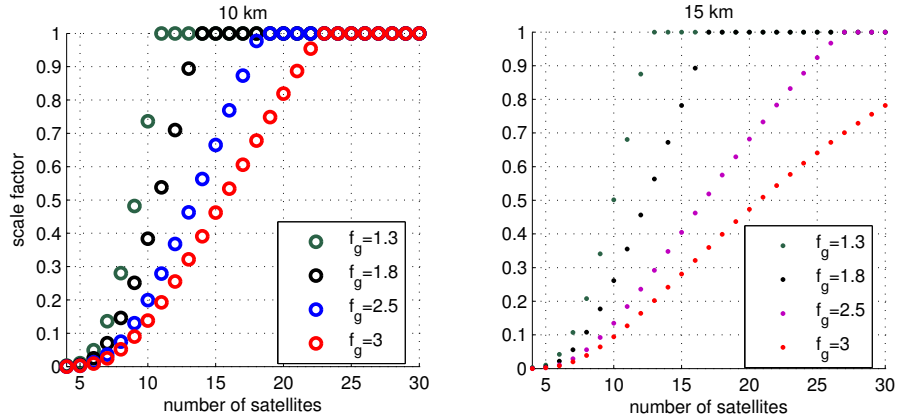 10 km
scale factor
1
0.9
0.8
0.7
0.6
0.5
0.4
0.3
0.2
0.1
0
5
10
15
20
25
30
number of satellites
f_g=1.3
f_g=1.8
f_g=2.5
f_g=3
15 km
1
0.9
0.8
0.7
0.6
0.5
0.4
0.3
0.2
0.1
0
5
10
15
20
25
30
number of satellites
f_g=1.3
f_g=1.8
f_g=2.5
f_g=3